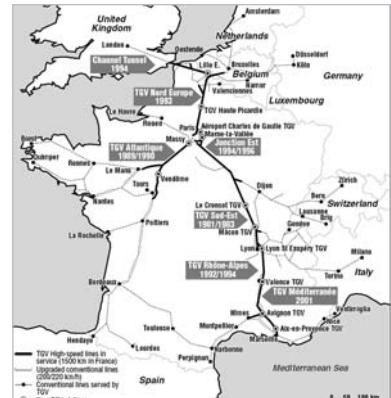 United
Kingdom
London
Amsterdam
Netherlands
Oostende
Channel Tunnel
1994
Lille E.
Bruxelles
Belgium
Düsseldorf
Köln
Germany
Namur
Valenciennes
TGV Nord Europe
1993
Luxembourg
TGV Haute Picardie
Le Havre
Rouen
Paris
Aéroport Charles de Gaulle TGV
Marne-la-Vallée
Massy
Jonction Est
1994/1996
TGV Atlantique
1989/1990
Brest
Quimper
Rennes
Le Mans
Vendôme
Tours
Nantes
Dijon
Zürich
Bern
Switzerland
Le Creusot TGV
Lausanne
Brig
TGV Sud-Est
1981/1983
Mâcon TGV
Poitiers
La Rochelle
Lyon
Lyon St Exupéry TGV
Milano
Torino
Italy
TGV Rhône-Alpes
1992/1994
Valence TGV
TGV Méditerranée
2001
Bordeaux
Nimes
Avignon TGV
Ventimiglia
Nice
Montpellier
Aix-en-Provence TGV
Marseille
Toulouse
Hendaye
Lourdes
Narbonne
Perpignan
Spain
Mediterranean Sea
TGV High-speed lines in
service (1500 km in France)
Upgraded conventional lines
(200/220 km/h)
Conventional lines served by
TGV